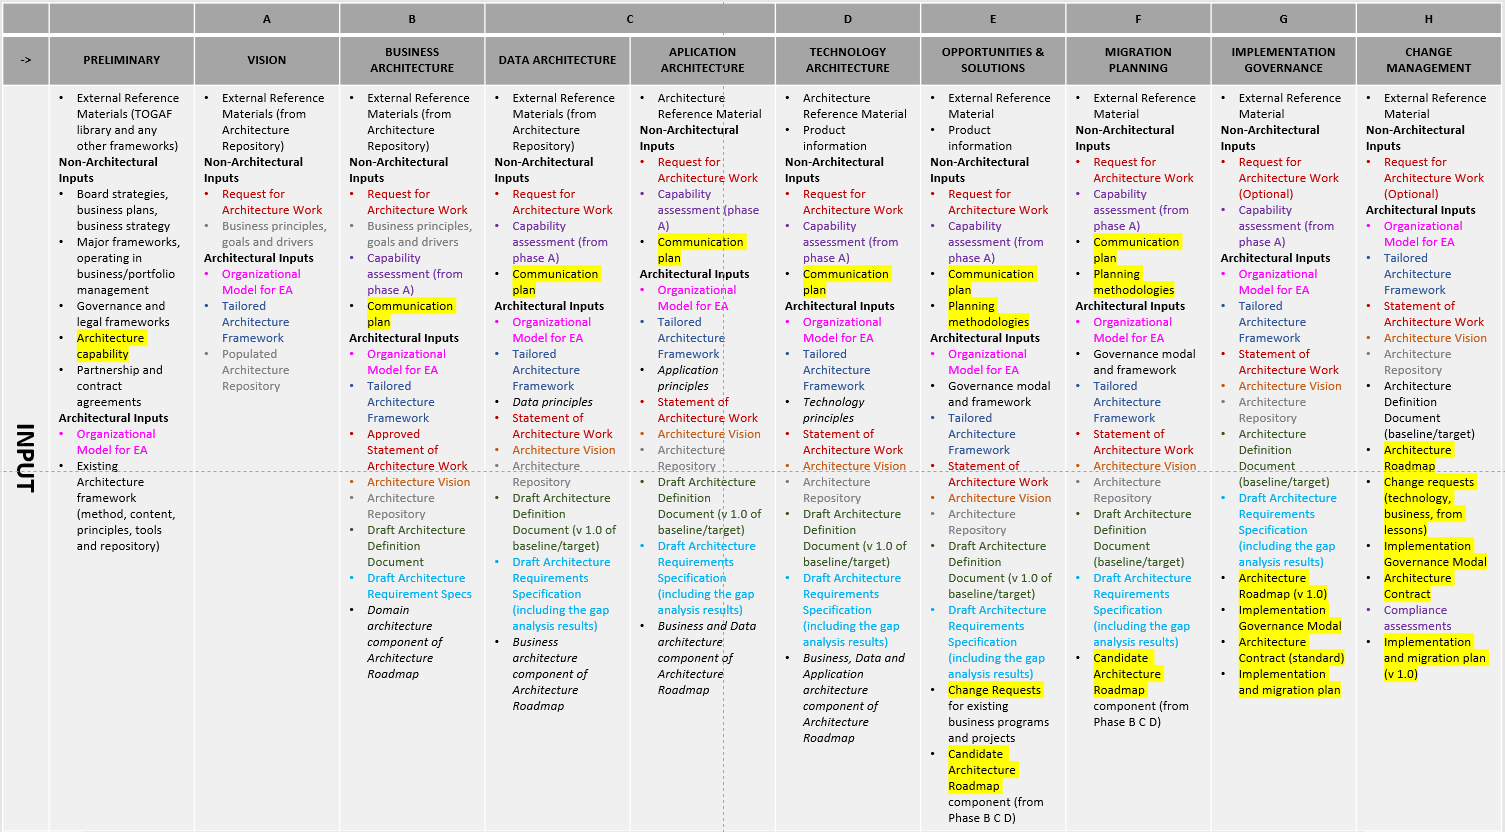 A
B
C
D
E
F
G
H
->
PRELIMINARY
VISION
BUSINESS
ARCHITECTURE
DATA ARCHITECTURE
APLICATION
ARCHITECTURE
TECHNOLOGY
ARCHITECTURE
OPPORTUNITIES &
SOLUTIONS
MIGRATION
PLANNING
IMPLEMENTATION
GOVERNANCE
CHANGE
MANAGEMENT
INPUT
• External Reference
Materials (TOGAF
library and any
other frameworks)
Non-Architectural
Inputs
• Board strategies,
business plans,
business strategy
• Major frameworks,
operating in
business/portfolio
management
• Governance and
legal frameworks
• Architecture
capability
• Partnership and
contract
agreements
Architectural Inputs
• Organizational
Model for EA
• Existing
Architecture
framework
(method, content,
principles, tools
and repository)
• External Reference
Materials (from
Architecture
Repository)
Non-Architectural
Inputs
• Request for
Architecture Work
• Business principles,
goals and drivers
Architectural Inputs
• Organizational
Model for EA
• Tailored
Architecture
Framework
• Populated
Architecture
Repository
• External Reference
Materials (from
Architecture
Repository)
Non-Architectural
Inputs
• Request for
Architecture Work
• Business principles,
goals and drivers
• Capability
assessment (from
phase A)
• Communication
plan
Architectural Inputs
• Organizational
Model for EA
• Tailored
Architecture
Framework
• Approved
Statement of
Architecture Work
• Architecture Vision
• Architecture
Repository
• Draft Architecture
Definition
Document
• Draft Architecture
Requirement Specs
• Domain
architecture
component of
Architecture
Roadmap
• External Reference
Materials (from
Architecture
Repository)
Non-Architectural
Inputs
• Request for
Architecture Work
• Capability
assessment (from
phase A)
• Communication
plan
Architectural Inputs
• Organizational
Model for EA
• Tailored
Architecture
Framework
• Data principles
• Statement of
Architecture Work
• Architecture Vision
• Architecture
Repository
• Draft Architecture
Definition
Document (v 1.0 of
baseline/target)
• Draft Architecture
Requirements
Specification
(including the gap
analysis results)
• Business
architecture
component of
Architecture
Roadmap
• Architecture
Reference Material
Non-Architectural
Inputs
• Request for
Architecture Work
• Capability
assessment (phase
A)
• Communication
plan
Architectural Inputs
• Organizational
Model for EA
• Tailored
Architecture
Framework
• Application
principles
• Statement of
Architecture Work
• Architecture Vision
• Architecture
Repository
• Draft Architecture
Definition
Document (v 1.0 of
baseline/target)
• Draft Architecture
Requirements
Specification
(including the gap
analysis results)
• Business and Data
architecture
component of
Architecture
Roadmap
• Architecture
Reference Material
• Product
information
Non-Architectural
Inputs
• Request for
Architecture Work
• Capability
assessment (from
phase A)
• Communication
plan
Architectural Inputs
• Organizational
Model for EA
• Tailored
Architecture
Framework
• Technology
principles
• Statement of
Architecture Work
• Architecture Vision
• Architecture
Repository
• Draft Architecture
Definition
Document (v 1.0 of
baseline/target)
• Draft Architecture
Requirements
Specification
(including the gap
analysis results)
• Business, Data and
Application
architecture
component of
Architecture
Roadmap
• External Reference
Material
• Product
information
Non-Architectural
Inputs
• Request for
Architecture Work
• Capability
assessment (from
phase A)
• Communication
plan
• Planning
methodologies
Architectural Inputs
• Organizational
Model for EA
• Governance modal
and framework
• Tailored
Architecture
Framework
• Statement of
Architecture Work
• Architecture Vision
• Architecture
Repository
• Draft Architecture
Definition
Document (v 1.0 of
baseline/target)
• Draft Architecture
Requirements
Specification
(including the gap
analysis results)
• Change Requests
for existing
business programs
and projects
• Candidate
Architecture
Roadmap
component (from
Phase B C D)
• External Reference
Material
Non-Architectural
Inputs
• Request for
Architecture Work
• Capability
assessment (from
phase A)
• Communication
plan
• Planning
methodologies
Architectural Inputs
• Organizational
Model for EA
• Governance modal
and framework
• Tailored
Architecture
Framework
• Statement of
Architecture Work
• Architecture Vision
• Architecture
Repository
• Draft Architecture
Definition
Document
(baseline/target)
• Draft Architecture
Requirements
Specification
(including the gap
analysis results)
• Candidate
Architecture
Roadmap
component (from
Phase B C D)
• External Reference
Material
Non-Architectural
Inputs
• Request for
Architecture Work
(Optional)
• Capability
assessment (from
phase A)
Architectural Inputs
• Organizational
Model for EA
• Tailored
Architecture
Framework
• Statement of
Architecture Work
• Architecture Vision
• Architecture
Repository
• Architecture
Definition
Document
(baseline/target)
• Draft Architecture
Requirements
Specification
(including the gap
analysis results)
• Architecture
Roadmap (v 1.0)
• Implementation
Governance Modal
• Architecture
Contract (standard)
• Implementation
and migration plan
• External Reference
Material
Non-Architectural
Inputs
• Request for
Architecture Work
(Optional)
Architectural Inputs
• Organizational
Model for EA
• Tailored
Architecture
Framework
• Statement of
Architecture Work
• Architecture Vision
• Architecture
Repository
• Architecture
Definition
Document
(baseline/target)
• Architecture
Roadmap
• Change requests
(technology,
business, from
lessons)
• Implementation
Governance Modal
• Architecture
Contract
• Compliance
assessments
• Implementation
and migration plan
(v 1.0)